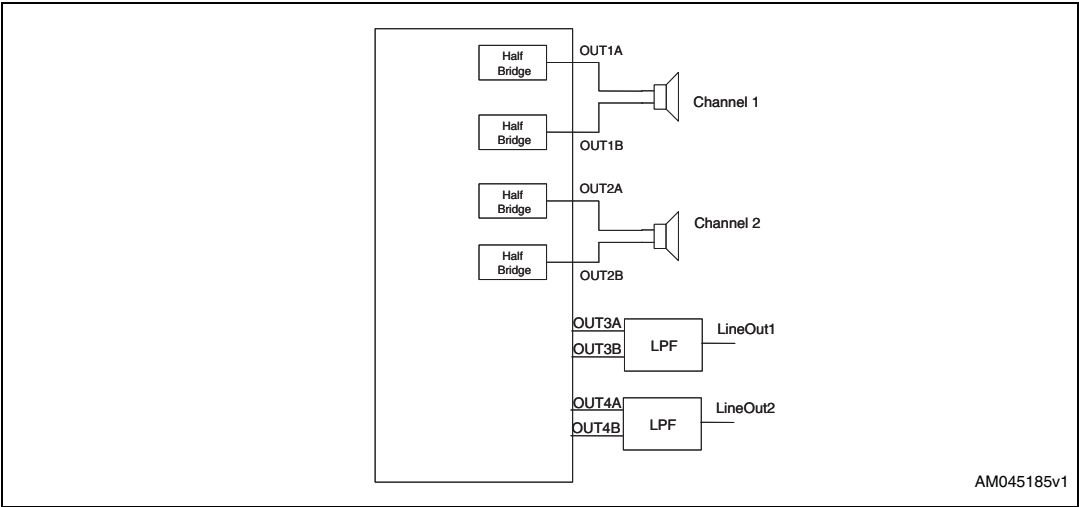 Half
Bridge
OUT1A
Channel 1
Half
Bridge
OUT1B
Half
Bridge
OUT2A
Channel 2
Half
Bridge
OUT2B
OUT3A
OUT3B
LPF
LineOut1
OUT4A
OUT4B
LPF
LineOut2
AM045185v1